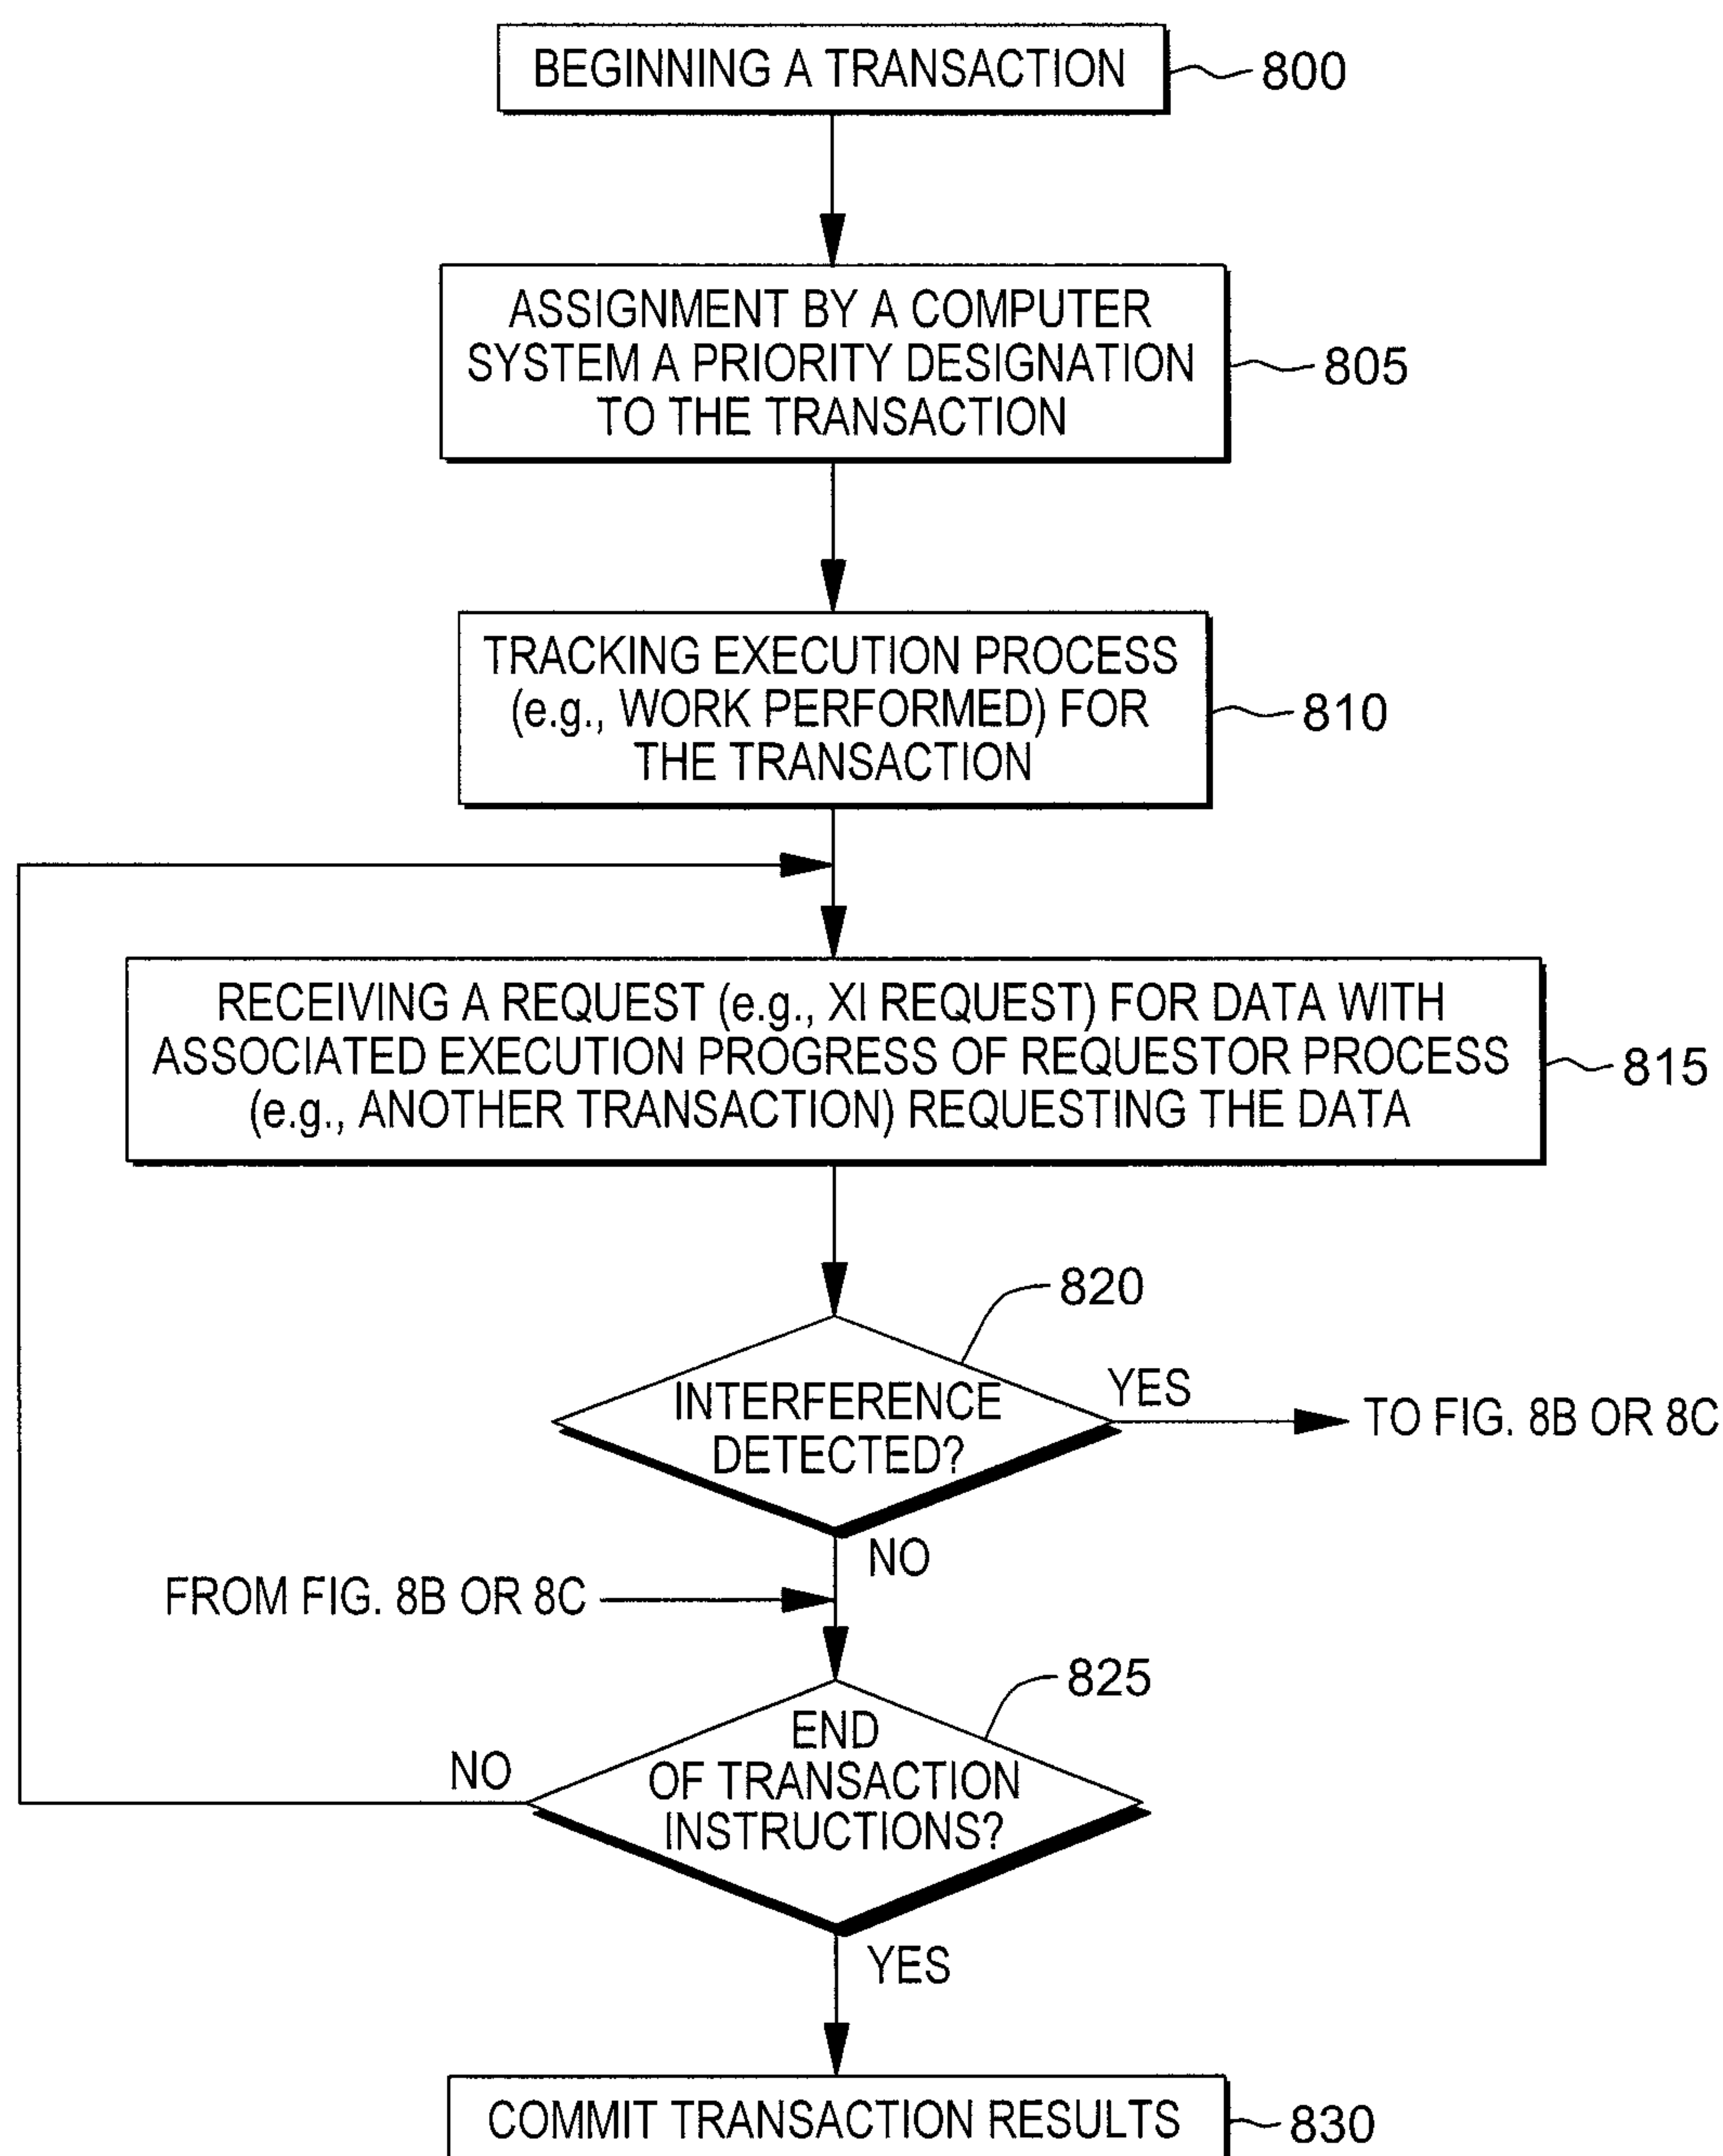 BEGINNING A TRANSACTION
800
ASSIGNMENT BY A COMPUTER
SYSTEM A PRIORITY DESIGNATION
TO THE TRANSACTION
805
TRACKING EXECUTION PROCESS
(e.g., WORK PERFORMED) FOR
THE TRANSACTION
810
RECEIVING A REQUEST (e.g., XI REQUEST) FOR DATA WITH
ASSOCIATED EXECUTION PROGRESS OF REQUESTOR PROCESS
(e.g., ANOTHER TRANSACTION) REQUESTING THE DATA
815
820
INTERFERENCE
DETECTED?
YES
TO FIG. 8B OR 8C
NO
FROM FIG. 8B OR 8C
825
END
OF TRANSACTION
INSTRUCTIONS?
NO
YES
COMMIT TRANSACTION RESULTS
830